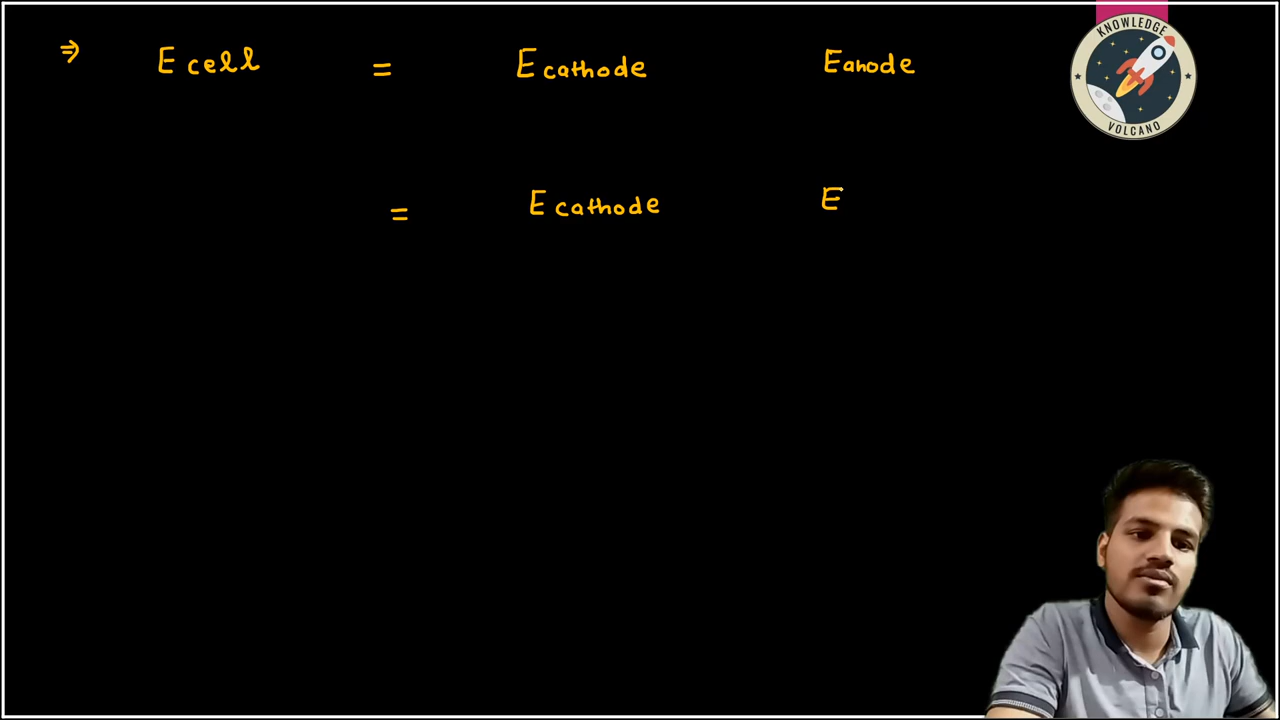 ⇒ E cell = E cathode E anode
= E cathode E
KNOWLEDGE
VOLCANO